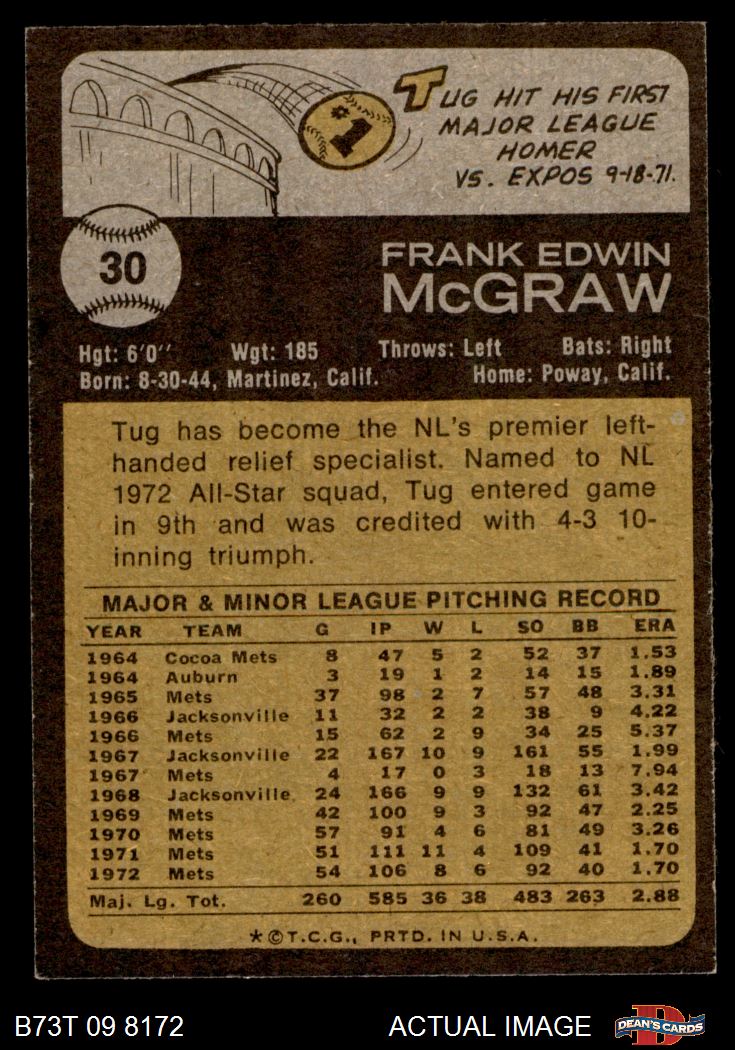 #1
TUG HIT HIS FIRST
MAJOR LEAGUE
HOMER
VS. EXPOS 9-18-71.
30
FRANK EDWIN
McGRAW
Hgt: 6'0'' Wgt: 185 Throws: Left Bats: Right
Born: 8-30-44, Martinez, Calif. Home: Poway, Calif.
Tug has become the NL's premier left-
handed relief specialist. Named to NL
1972 All-Star squad, Tug entered game
in 9th and was credited with 4-3 10-
inning triumph.
MAJOR & MINOR LEAGUE PITCHING RECORD
YEAR TEAM G IP W L SO BB ERA
1964 Cocoa Mets 8 47 5 2 52 37 1.53
1964 Auburn 3 19 1 2 14 15 1.89
1965 Mets 37 98 2 7 57 48 3.31
1966 Jacksonville 11 32 2 2 38 9 4.22
1966 Mets 15 62 2 9 34 25 5.37
1967 Jacksonville 22 167 10 9 161 55 1.99
1967 Mets 4 17 0 3 18 13 7.94
1968 Jacksonville 24 166 9 9 132 61 3.42
1969 Mets 42 100 9 3 92 47 2.25
1970 Mets 57 91 4 6 81 49 3.26
1971 Mets 51 111 11 4 109 41 1.70
1972 Mets 54 106 8 6 92 40 1.70
Maj. Lg. Tot. 260 585 36 38 483 263 2.88
*©T.C.G., PRTD. IN U.S.A.
B73T 09 8172 ACTUAL IMAGE DEAN'S CARDS